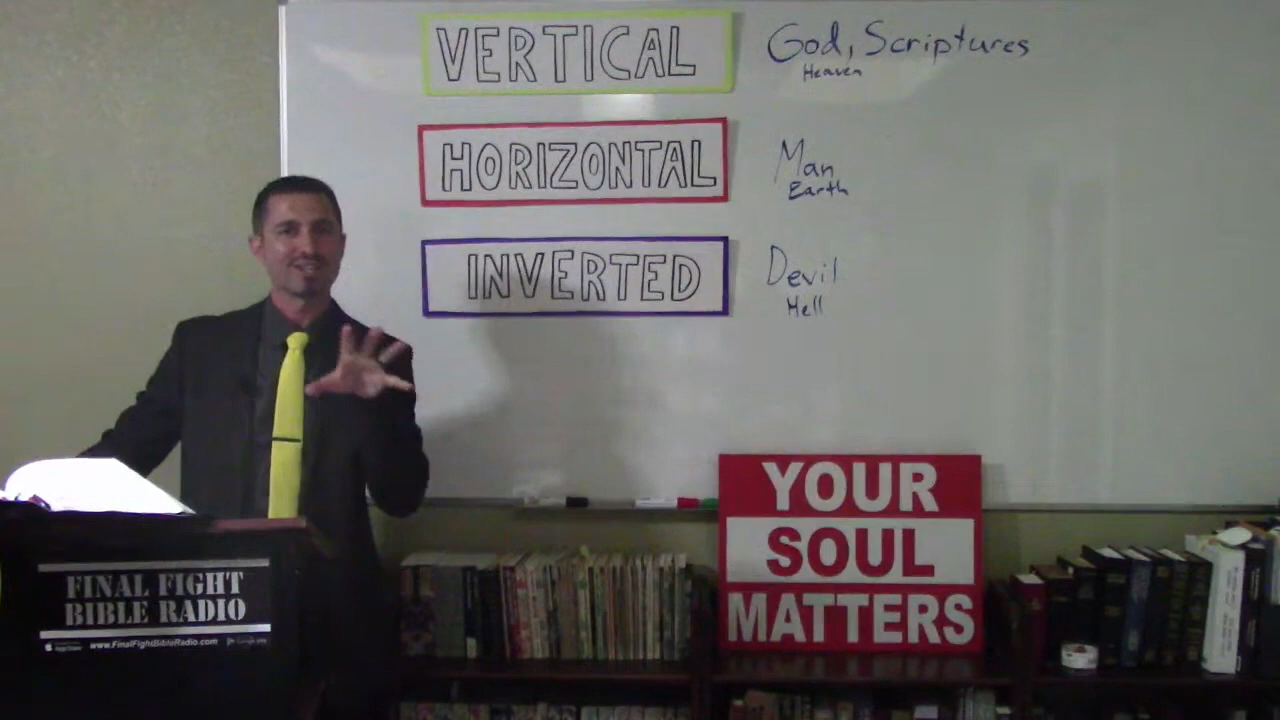 VERTICAL
God, Scriptures
Heaven
HORIZONTAL
Man
Earth
INVERTED
Devil
Hell
YOUR
SOUL
MATTERS
FINAL FIGHT
BIBLE RADIO
www.FinalFightBibleRadio.com